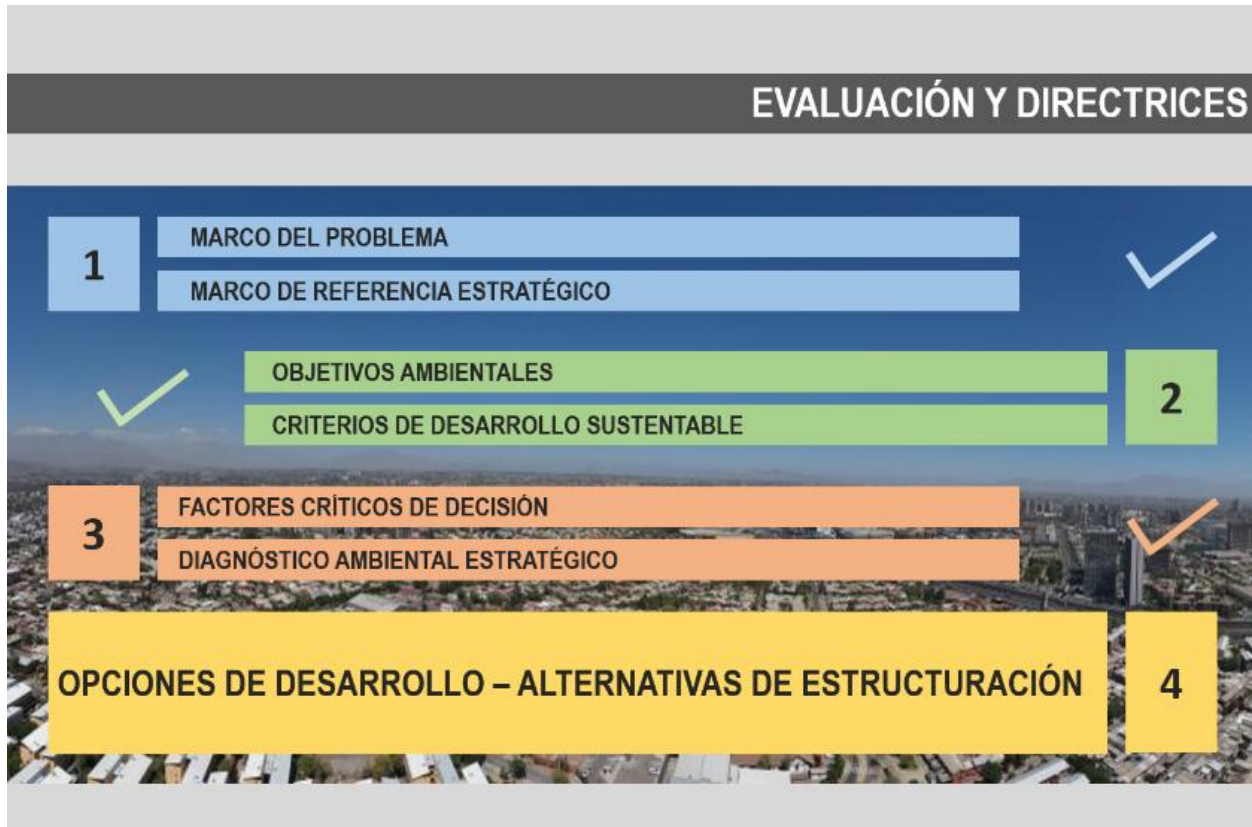 EVALUACIÓN Y DIRECTRICES
1
MARCO DEL PROBLEMA
MARCO DE REFERENCIA ESTRATÉGICO
OBJETIVOS AMBIENTALES
CRITERIOS DE DESARROLLO SUSTENTABLE
2
3
FACTORES CRÍTICOS DE DECISIÓN
DIAGNÓSTICO AMBIENTAL ESTRATÉGICO
OPCIONES DE DESARROLLO – ALTERNATIVAS DE ESTRUCTURACIÓN
4